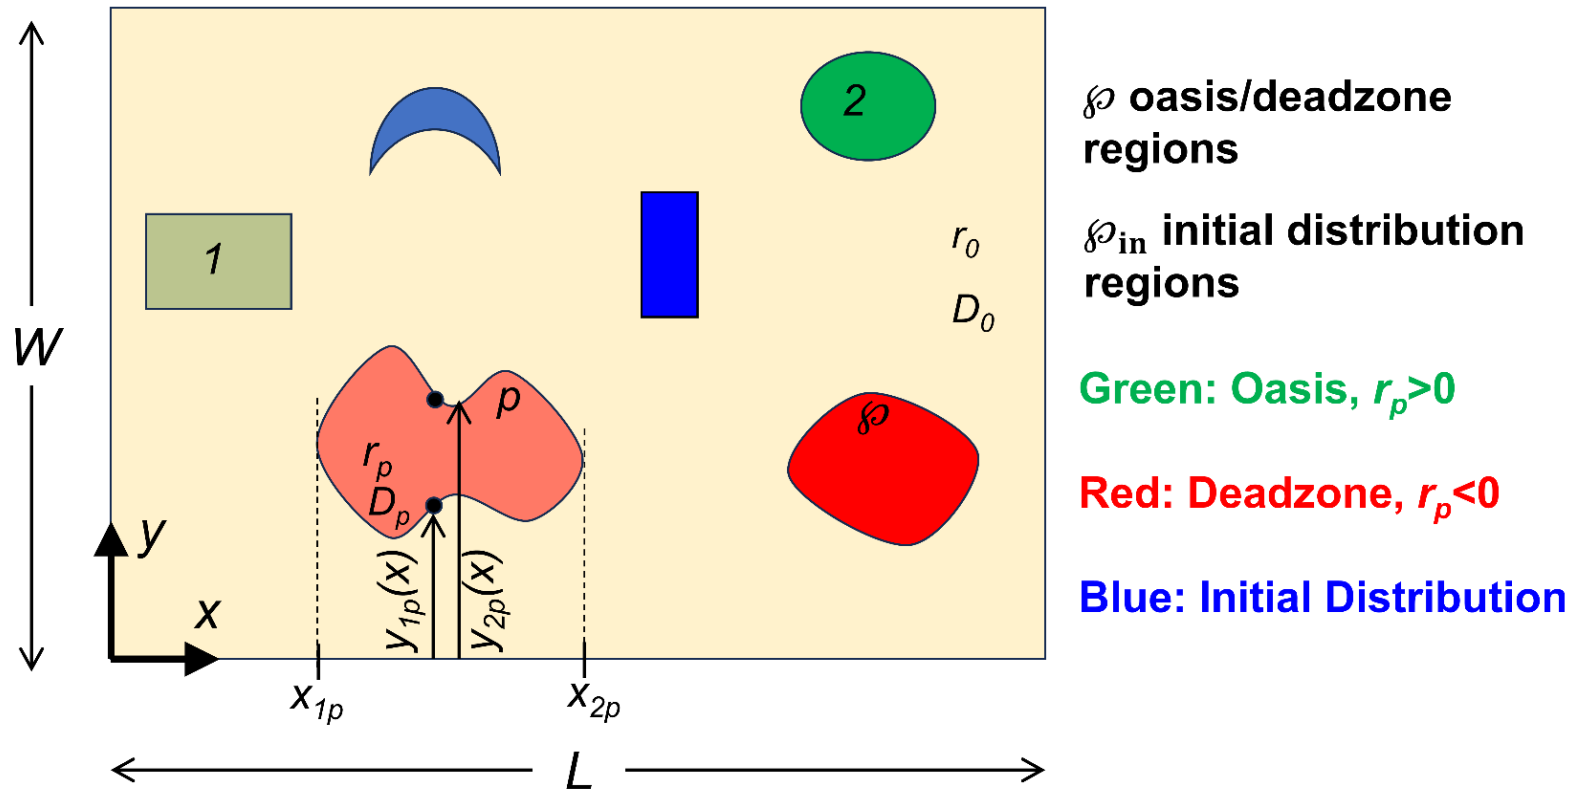 W
2
1
r₀
D₀
p
rₚ
Dₚ
℘
y
x
y₁ₚ(x)
y₂ₚ(x)
x₁ₚ
x₂ₚ
L
℘ oasis/deadzone
regions
℘ᵢₙ initial distribution
regions
Green: Oasis, rₚ>0
Red: Deadzone, rₚ<0
Blue: Initial Distribution